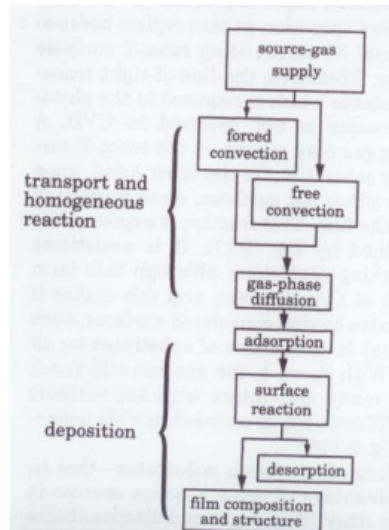 source-gas
supply
forced
convection
transport and
homogeneous
reaction
free
convection
gas-phase
diffusion
adsorption
surface
reaction
deposition
desorption
film composition
and structure